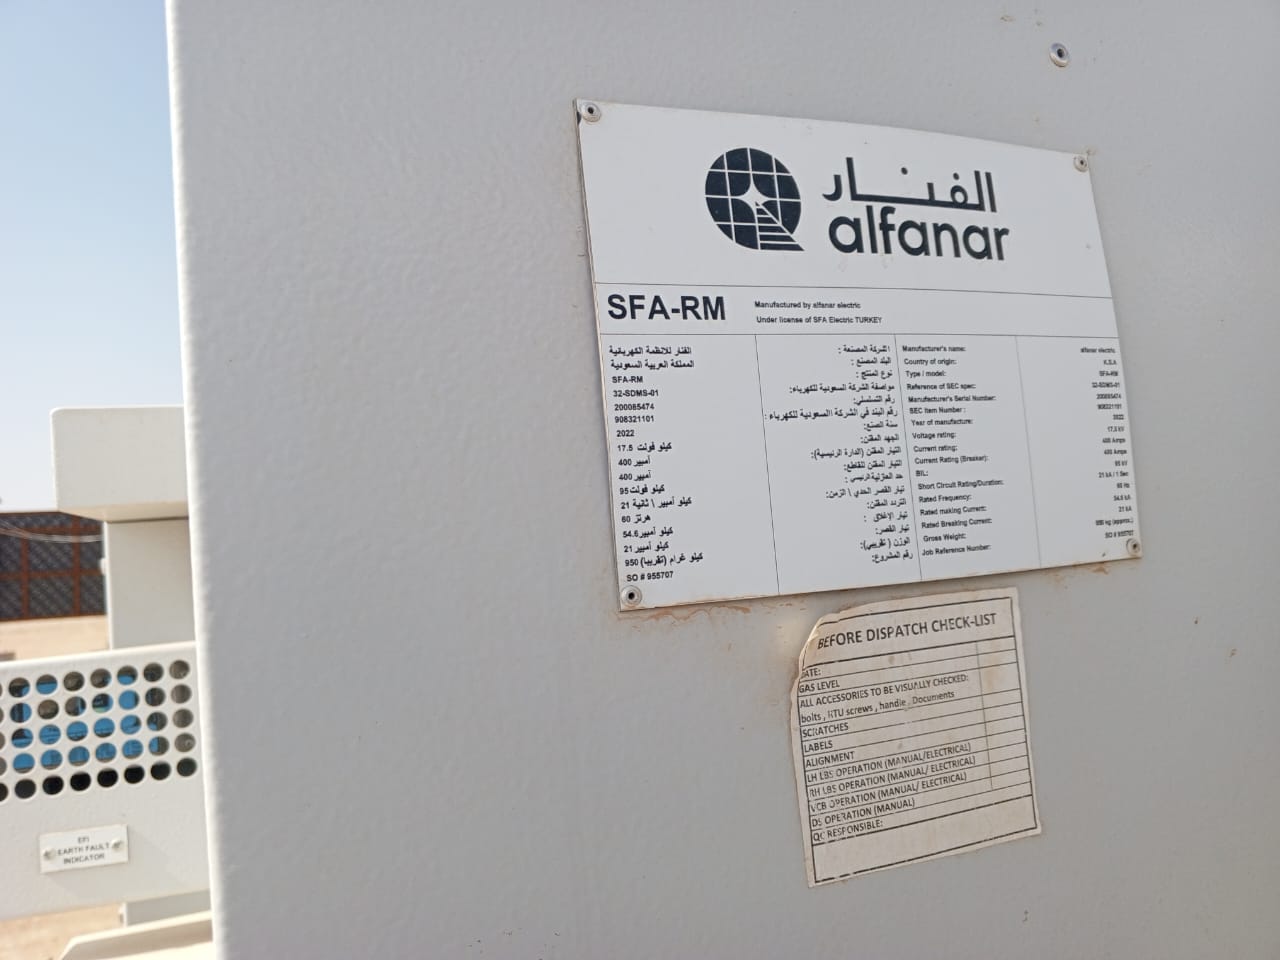 الفنار
alfanar
SFA-RM
Manufactured by alfanar electric
Under license of SFA Electric TURKEY
الفنار للانظمة الكهربائية
المملكة العربية السعودية
SFA-RM
32-SDMS-01
200085474
908321101
2022
17.5 كيلو فولت
400 أمبير
400 أمبير
95 كيلو فولت
21 كيلو أمبير \ ثانية
60 هرتز
54.6 كيلو أمبير
21 كيلو أمبير
950 كيلو غرام (تقريبا)
SO # 955707
الشركة المصنعة :
البلد المصنع :
نوع المنتج :
مواصفة الشركة السعودية للكهرباء:
رقم التسلسلي:
رقم البند في الشركة السعودية للكهرباء :
سنة الصنع:
الجهد المقنن:
التيار المقنن (الدارة الرئيسية):
التيار المقنن للقاطع:
حد العازلية الرئيسي :
تيار القصر الحدي \ الزمن:
التردد المقنن:
تيار الإغلاق :
تيار القصر:
الوزن ( تقريبي):
رقم المشروع:
Manufacturer's name:
Country of origin:
Type / model:
Reference of SEC spec:
Manufacturer's Serial Number:
SEC Item Number :
Year of manufacture:
Voltage rating:
Current rating:
Current Rating (Breaker):
BIL:
Short Circuit Rating/Duration:
Rated Frequency:
Rated making Current:
Rated Breaking Current:
Gross Weight:
Job Reference Number:
alfanar electric
K.S.A
SFA-RM
32-SDMS-01
200085474
908321101
2022
17.5 kV
400 Amps
400 Amps
95 kV
21 kA / 1 Sec
60 Hz
54.6 kA
21 kA
950 kg (approx.)
SO # 955707
BEFORE DISPATCH CHECK-LIST
ATE:
GAS LEVEL
ALL ACCESSORIES TO BE VISUALLY CHECKED:
bolts , RTU screws , handle , Documents
SCRATCHES
LABELS
ALIGNMENT
LH LBS OPERATION (MANUAL/ELECTRICAL)
RH LBS OPERATION (MANUAL/ ELECTRICAL)
VCB OPERATION (MANUAL/ ELECTRICAL)
DS OPERATION (MANUAL)
QC RESPONSIBLE:
EFI
EARTH FAULT
INDICATOR